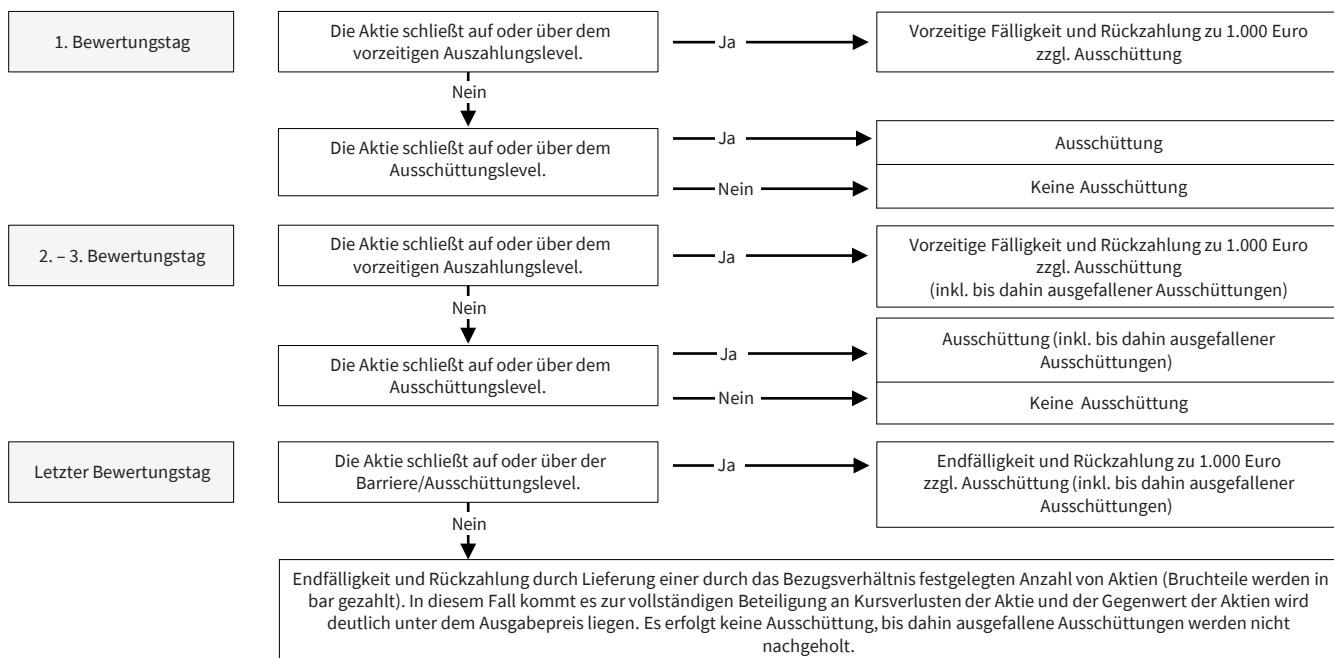 1. Bewertungstag
Die Aktie schließt auf oder über dem
vorzeitigen Auszahlungslevel.
Ja
Vorzeitige Fälligkeit und Rückzahlung zu 1.000 Euro
zzgl. Ausschüttung
Nein
Die Aktie schließt auf oder über dem
Ausschüttungslevel.
Ja
Ausschüttung
Nein
Keine Ausschüttung
2. – 3. Bewertungstag
Die Aktie schließt auf oder über dem
vorzeitigen Auszahlungslevel.
Ja
Vorzeitige Fälligkeit und Rückzahlung zu 1.000 Euro
zzgl. Ausschüttung
(inkl. bis dahin ausgefallener Ausschüttungen)
Nein
Die Aktie schließt auf oder über dem
Ausschüttungslevel.
Ja
Ausschüttung (inkl. bis dahin ausgefallener
Ausschüttungen)
Nein
Keine Ausschüttung
Letzter Bewertungstag
Die Aktie schließt auf oder über der
Barriere/Ausschüttungslevel.
Ja
Endfälligkeit und Rückzahlung zu 1.000 Euro
zzgl. Ausschüttung (inkl. bis dahin ausgefallener
Ausschüttungen)
Nein
Endfälligkeit und Rückzahlung durch Lieferung einer durch das Bezugsverhältnis festgelegten Anzahl von Aktien (Bruchteile werden in
bar gezahlt). In diesem Fall kommt es zur vollständigen Beteiligung an Kursverlusten der Aktie und der Gegenwert der Aktien wird
deutlich unter dem Ausgabepreis liegen. Es erfolgt keine Ausschüttung, bis dahin ausgefallene Ausschüttungen werden nicht
nachgeholt.